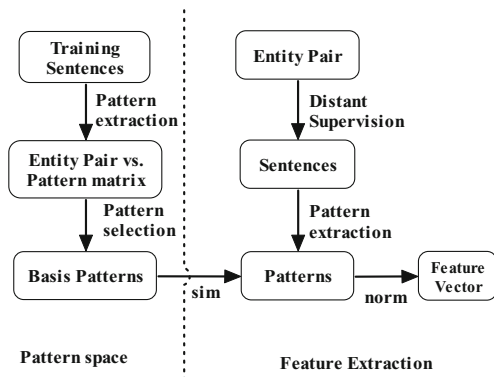 Training
Sentences
Pattern
extraction
Entity Pair vs.
Pattern matrix
Pattern
selection
Basis Patterns
sim
Pattern space
Entity Pair
Distant
Supervision
Sentences
Pattern
extraction
Patterns
norm
Feature
Vector
Feature Extraction